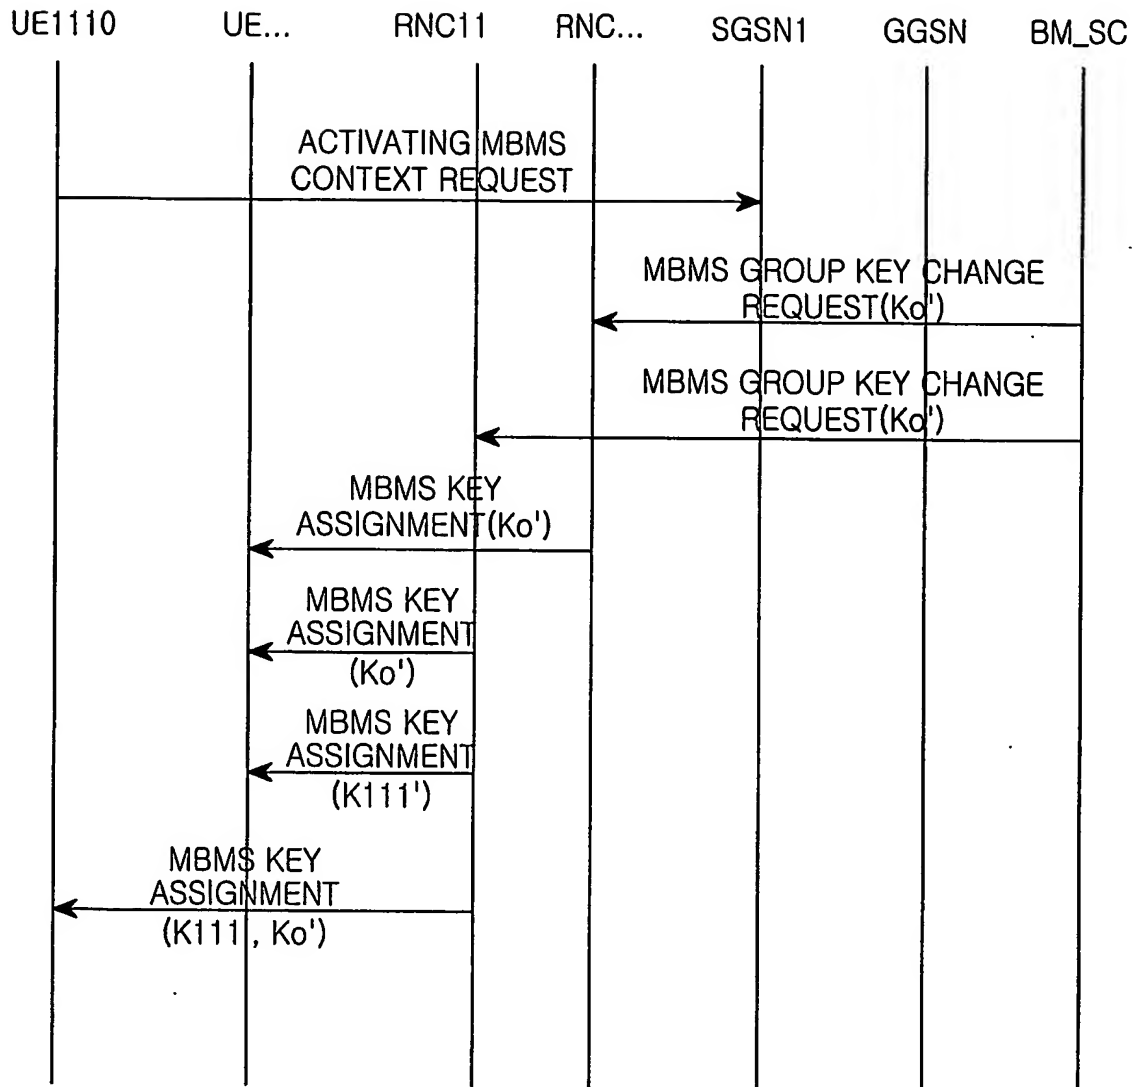 UE1110 UE... RNC11 RNC... SGSN1 GGSN BM_SC
ACTIVATING MBMS
CONTEXT REQUEST
MBMS GROUP KEY CHANGE
REQUEST(Ko')
MBMS GROUP KEY CHANGE
REQUEST(Ko')
MBMS KEY
ASSIGNMENT(Ko')
MBMS KEY
ASSIGNMENT
(Ko')
MBMS KEY
ASSIGNMENT
(K111')
MBMS KEY
ASSIGNMENT
(K111 , Ko')